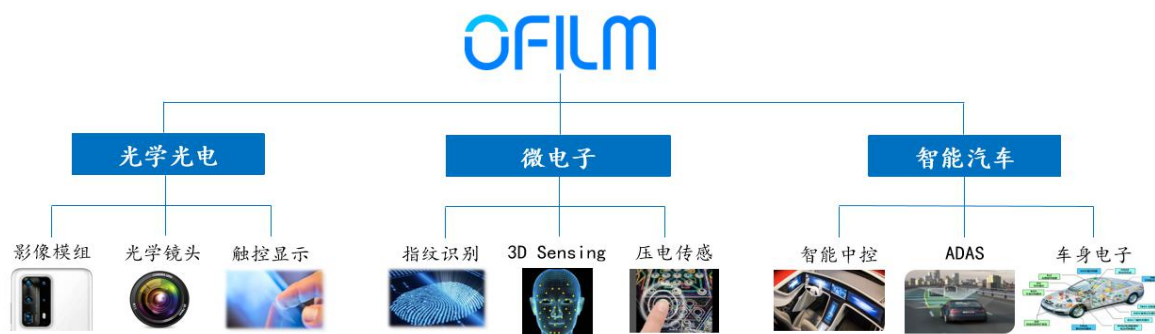 OFILM
光学光电 微电子 智能汽车
影像模组 光学镜头 触控显示 指纹识别 3D Sensing 压电传感 智能中控 ADAS 车身电子